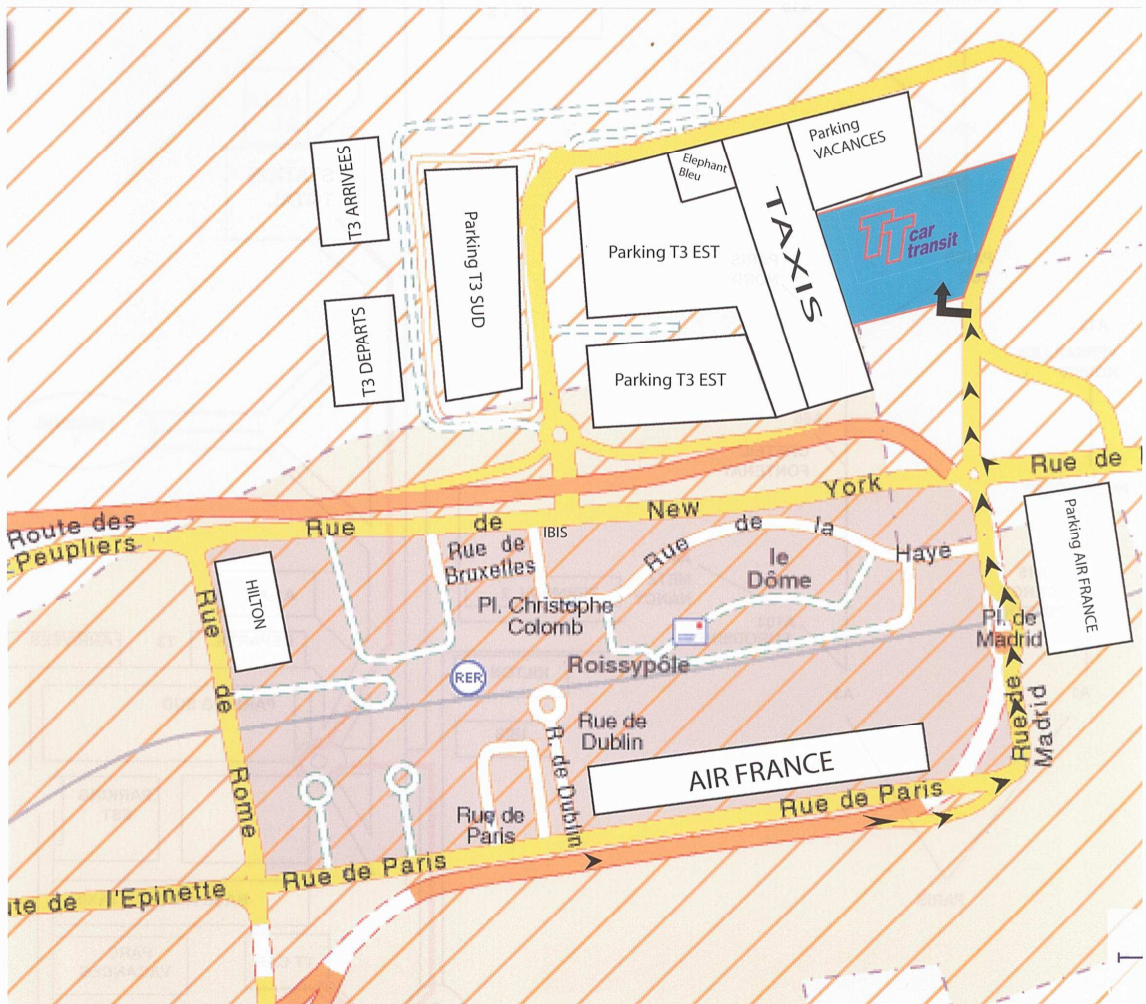 Parking
VACANCES
Elephant
Bleu
T3 ARRIVEES
Parking T3 SUD
Parking T3 EST
TAXIS
TT car
transit
T3 DEPARTS
Parking T3 EST
Rue de
York
New
Route des
Peupliers
Rue
de
IBIS
Rue de la
Haye
Rue de
Bruxelles
le
Dôme
Parking AIR FRANCE
HILTON
Pl. Christophe
Colomb
Pl. de
Madrid
Roissypôle
RER
Rue de Rome
Rue de
Dublin
R. de Dublin
Rue de
Madrid
AIR FRANCE
Rue de Paris
Rue de
Paris
Rue de Paris
te de l'Epinette
T